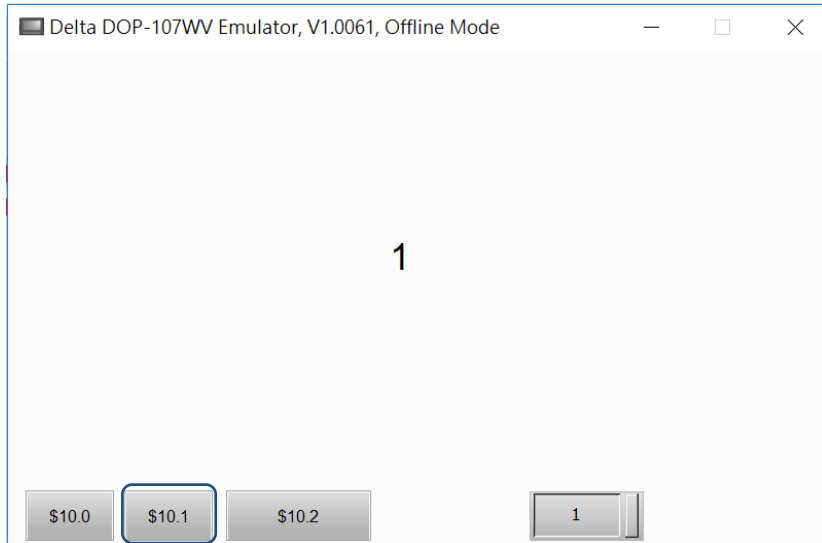 Delta DOP-107WV Emulator, V1.0061, Offline Mode
1
$10.0 $10.1 $10.2 1